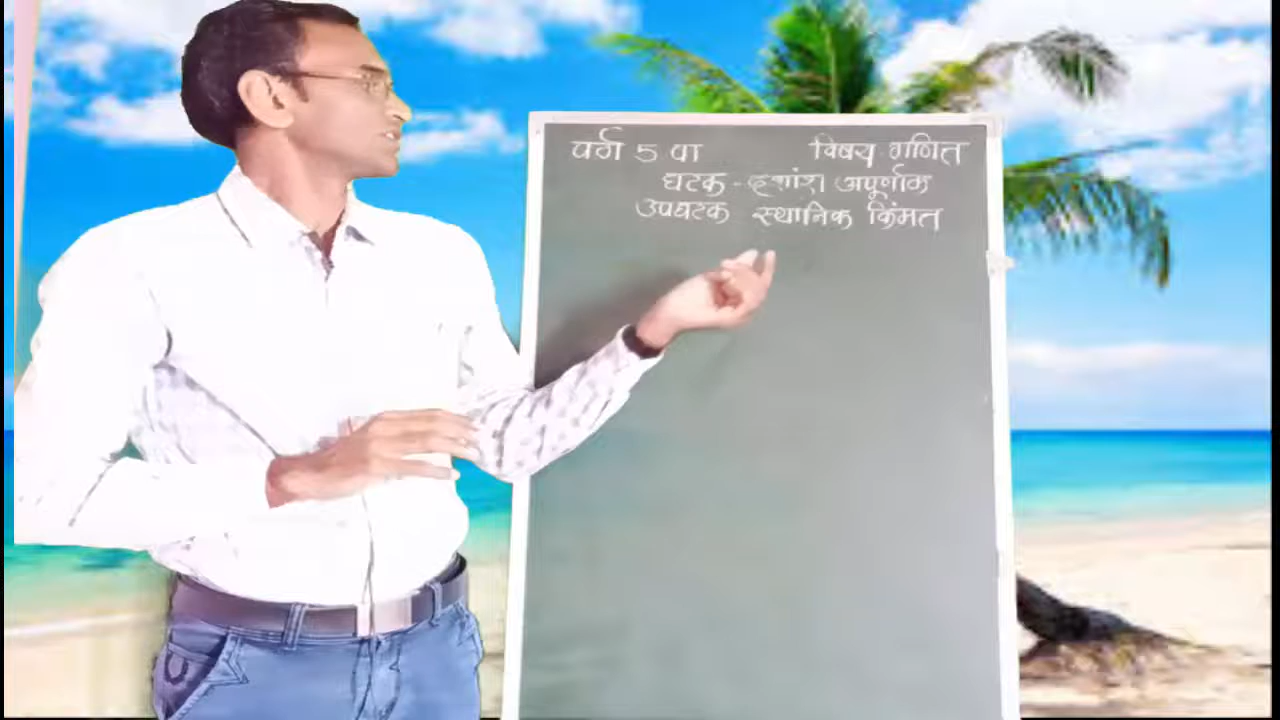 वर्ग 5 वा विषय गणित
घटक - दशांश अपूर्णांक
उपघटक स्थानिक किंमत